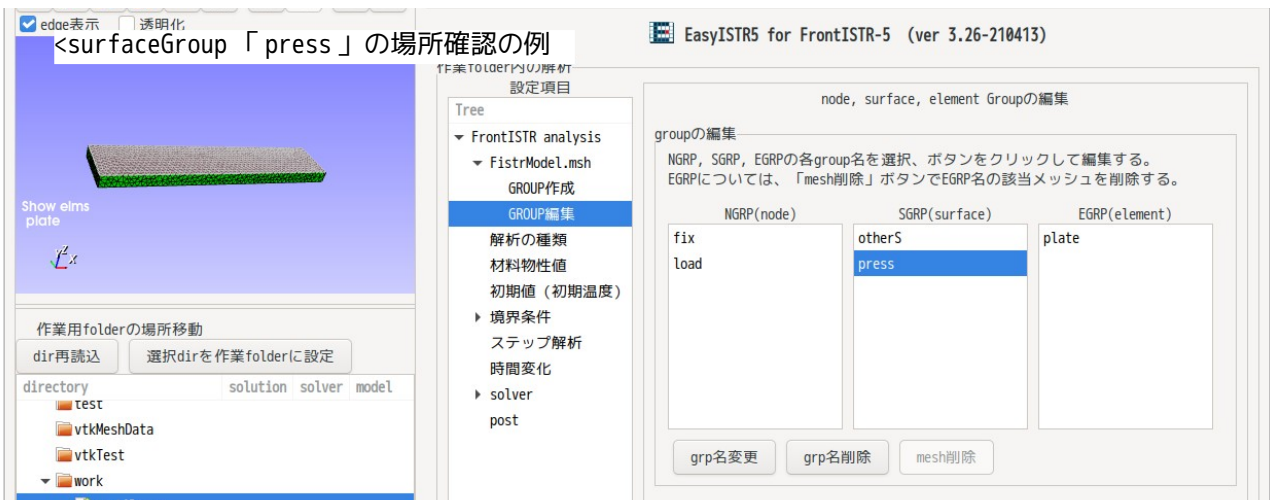 edge表示 透明化
<surfaceGroup 「press」の場所確認の例
Show elms
plate
作業用folderの場所移動
dir再読込 選択dirを作業folderに設定
directory solution solver model
test
vtkMeshData
vtkTest
work
EasyISTR5 for FrontISTR-5 (ver 3.26-210413)
作業folder内の解析
設定項目
Tree
FrontISTR analysis
FistrModel.msh
GROUP作成
GROUP編集
解析の種類
材料物性値
初期値（初期温度）
境界条件
ステップ解析
時間変化
solver
post
node, surface, element Groupの編集
groupの編集
NGRP, SGRP, EGRPの各group名を選択、ボタンをクリックして編集する。
EGRPについては、「mesh削除」ボタンでEGRP名の該当メッシュを削除する。
NGRP(node) SGRP(surface) EGRP(element)
fix otherS plate
load press
grp名変更 grp名削除 mesh削除